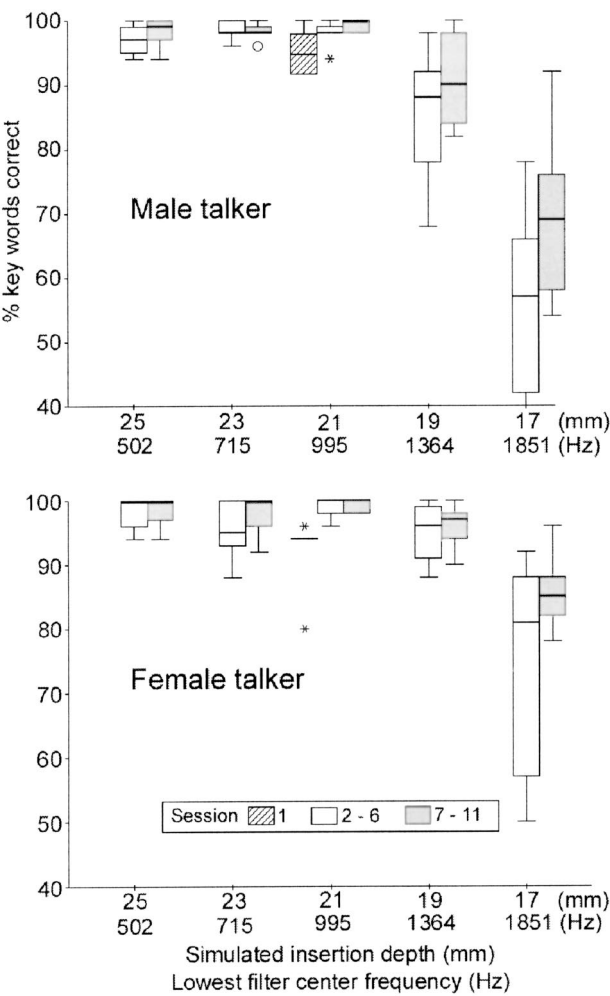 % key words correct
100
90
80
70
60
50
40
Male talker
25 23 21 19 17 (mm)
502 715 995 1364 1851 (Hz)
100
90
80
70
60
50
40
Female talker
Session 1 2 - 6 7 - 11
25 23 21 19 17 (mm)
502 715 995 1364 1851 (Hz)
Simulated insertion depth (mm)
Lowest filter center frequency (Hz)